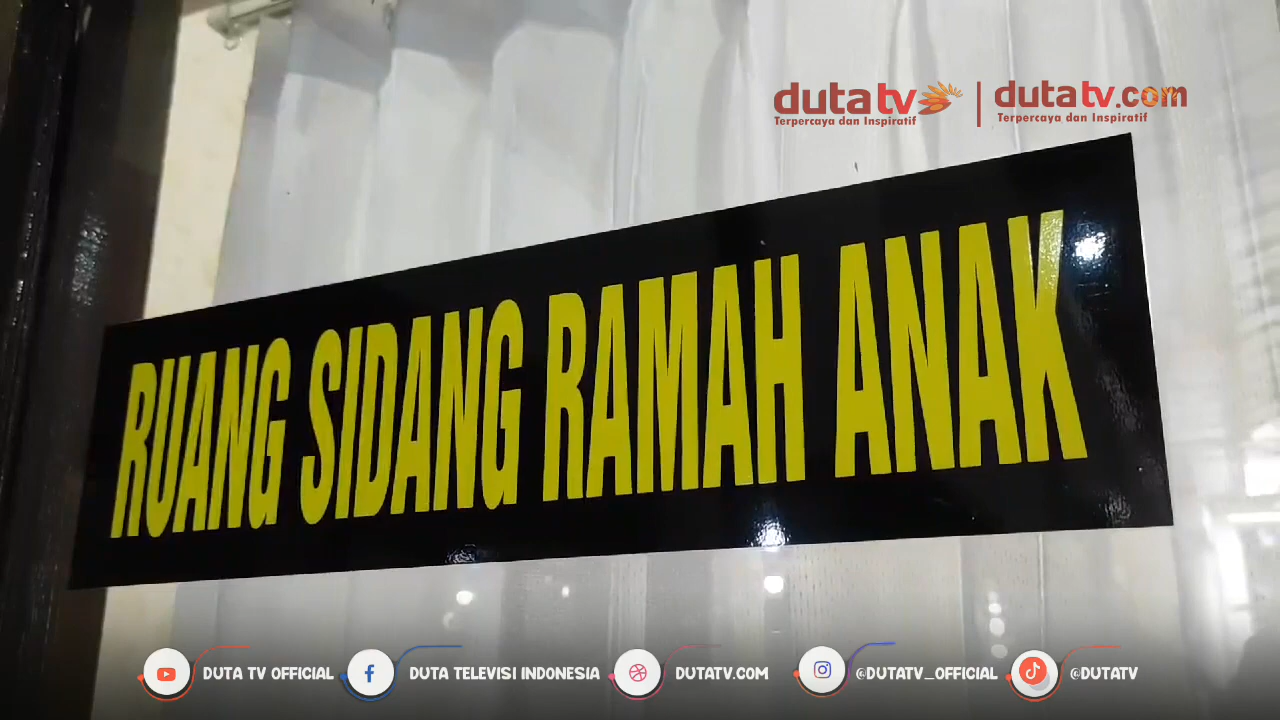 dutatv
Terpercaya dan Inspiratif
dutatv.com
Terpercaya dan Inspiratif
RUANG SIDANG RAMAH ANAK
DUTA TV OFFICIAL
DUTA TELEVISI INDONESIA
DUTATV.COM
@DUTATV_OFFICIAL
@DUTATV